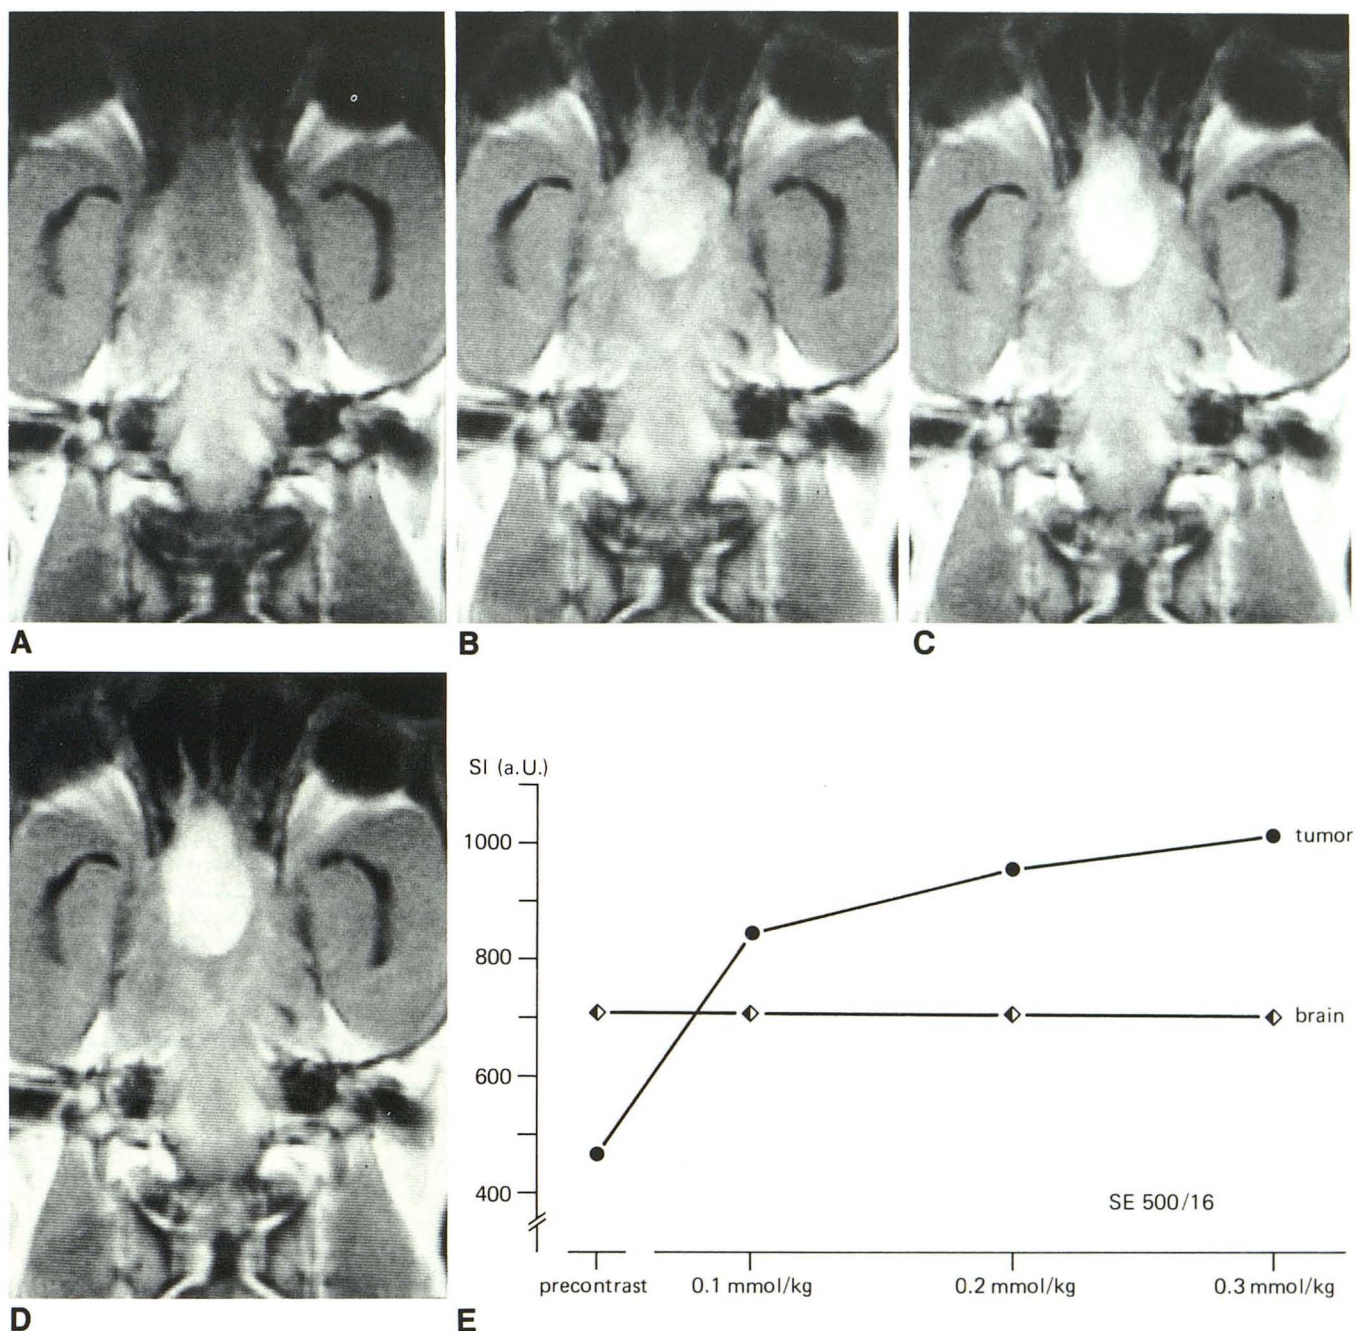 A
B
C
D
SI (a.U.)
1000
800
600
400
tumor
brain
SE 500/16
precontrast
0.1 mmol/kg
0.2 mmol/kg
0.3 mmol/kg
E